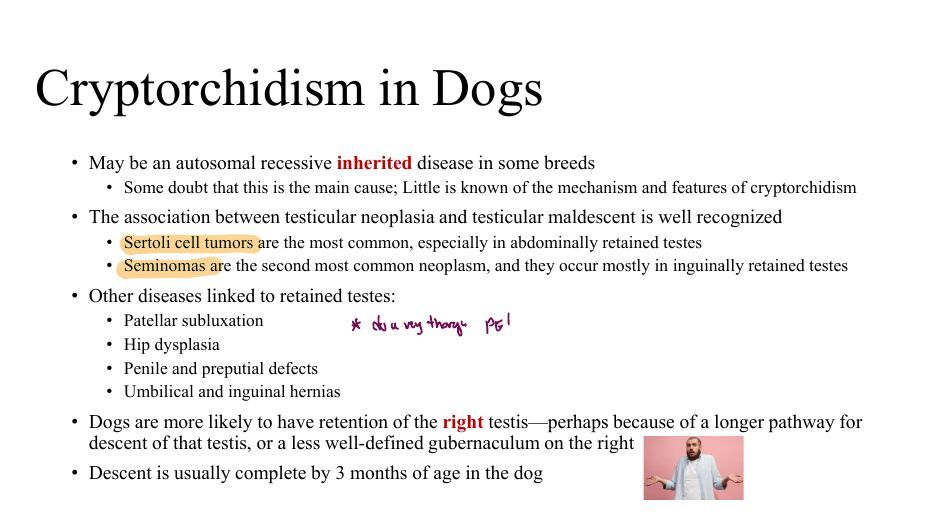 Cryptorchidism in Dogs
• May be an autosomal recessive inherited disease in some breeds
• Some doubt that this is the main cause; Little is known of the mechanism and features of cryptorchidism
• The association between testicular neoplasia and testicular maldescent is well recognized
• Sertoli cell tumors are the most common, especially in abdominally retained testes
• Seminomas are the second most common neoplasm, and they occur mostly in inguinally retained testes
• Other diseases linked to retained testes:
• Patellar subluxation
* do a very PE!
• Hip dysplasia
• Penile and preputial defects
• Umbilical and inguinal hernias
• Dogs are more likely to have retention of the right testis—perhaps because of a longer pathway for
descent of that testis, or a less well-defined gubernaculum on the right
• Descent is usually complete by 3 months of age in the dog